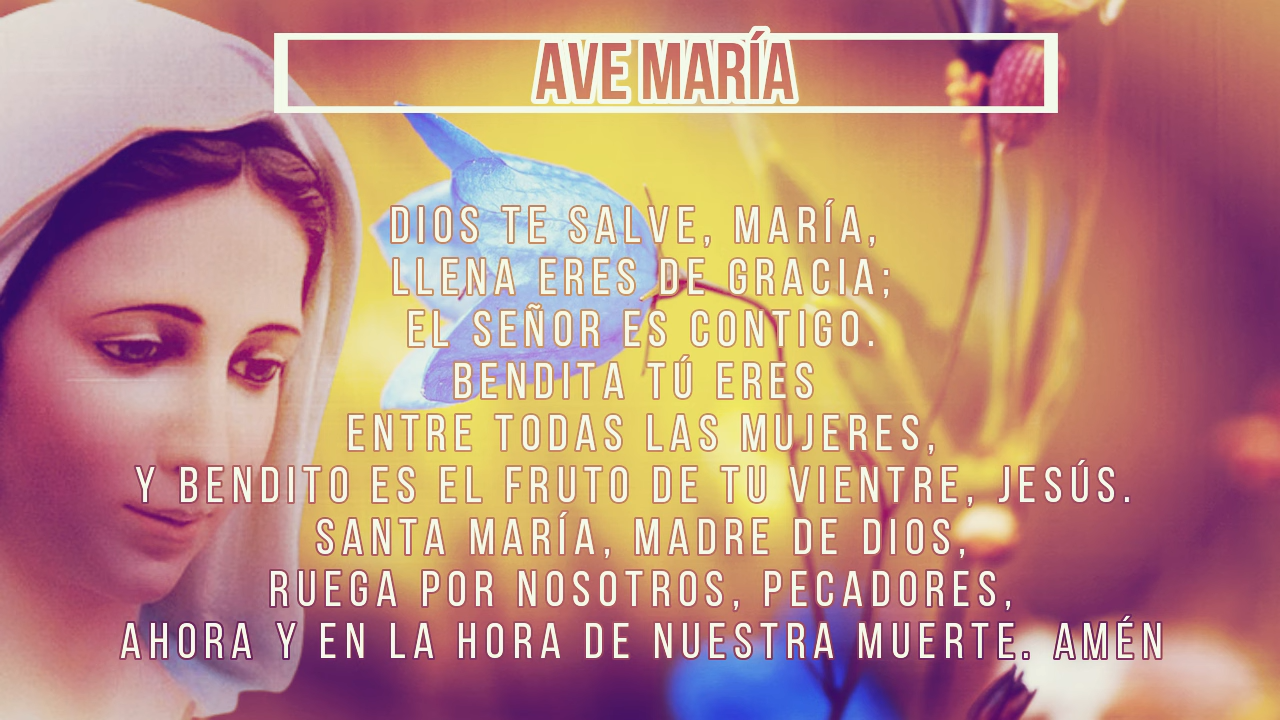 AVE MARÍA
DIOS TE SALVE, MARÍA,
LLENA ERES DE GRACIA;
EL SEÑOR ES CONTIGO.
BENDITA TÚ ERES
ENTRE TODAS LAS MUJERES,
Y BENDITO ES EL FRUTO DE TU VIENTRE, JESÚS.
SANTA MARÍA, MADRE DE DIOS,
RUEGA POR NOSOTROS, PECADORES,
AHORA Y EN LA HORA DE NUESTRA MUERTE. AMÉN